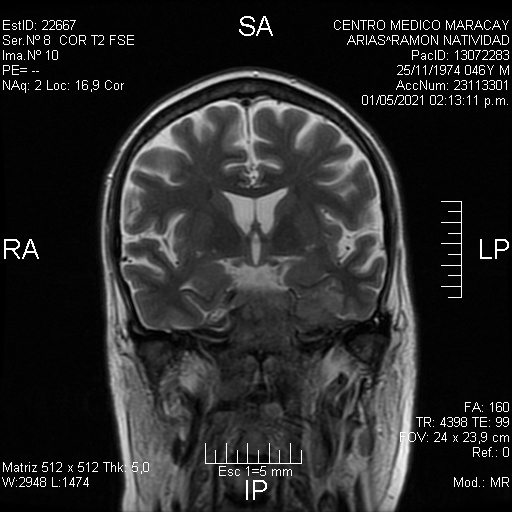 EstID: 22667
Ser.Nº 8 COR T2 FSE
Ima.Nº 10
PE= --
NAq: 2 Loc: 16,9 Cor
SA
CENTRO MEDICO MARACAY
ARIAS^RAMON NATIVIDAD
PacID: 13072283
25/11/1974 046Y M
AccNum: 23113301
01/05/2021 02:13:11 p.m.
RA
LP
FA: 160
TR: 4398 TE: 99
FOV: 24 x 23,9 cm
Ref.: 0
Mod.: MR
Matriz 512 x 512 Thk: 5,0
W:2948 L:1474
Esc 1=5 mm
IP